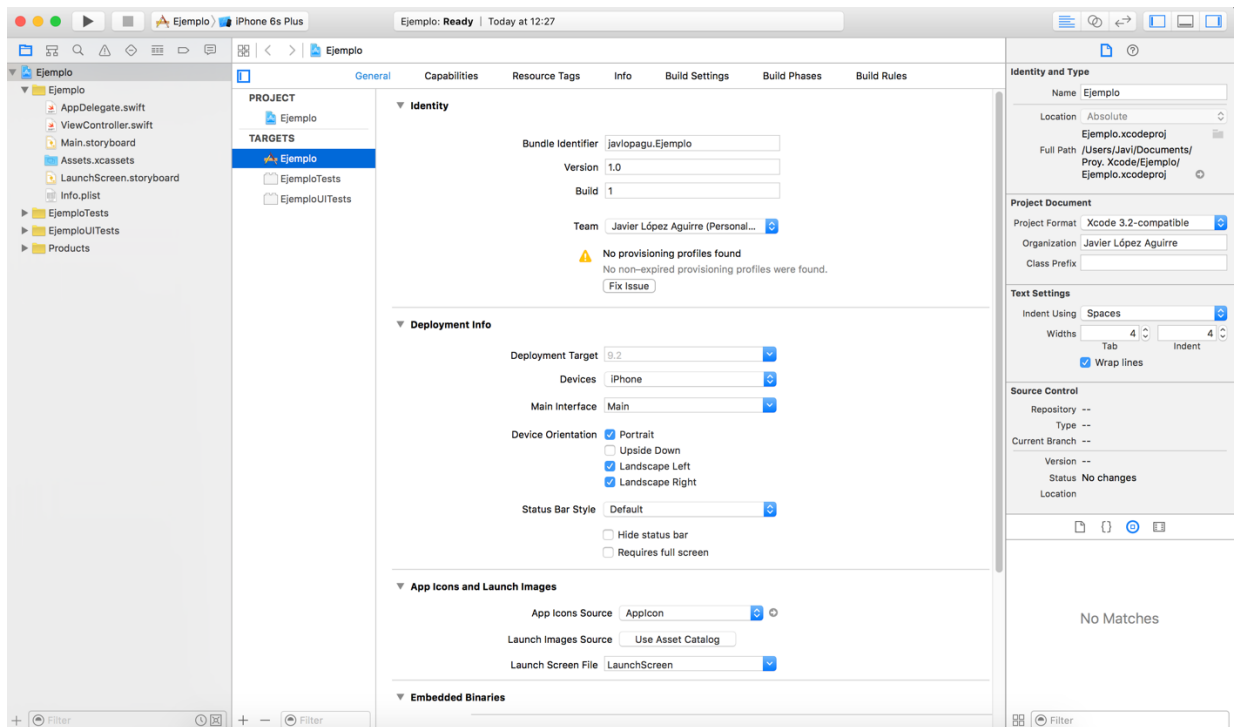 Ejemplo iPhone 6s Plus
Ejemplo: Ready | Today at 12:27
Ejemplo
Ejemplo
AppDelegate.swift
ViewController.swift
Main.storyboard
Assets.xcassets
LaunchScreen.storyboard
Info.plist
EjemploTests
EjemploUITests
Products
Filter
Ejemplo
General Capabilities Resource Tags Info Build Settings Build Phases Build Rules
PROJECT
Ejemplo
TARGETS
Ejemplo
EjemploTests
EjemploUITests
Filter
Identity
Bundle Identifier javlopagu.Ejemplo
Version 1.0
Build 1
Team Javier López Aguirre (Personal...
No provisioning profiles found
No non-expired provisioning profiles were found.
Fix Issue
Deployment Info
Deployment Target 9.2
Devices iPhone
Main Interface Main
Device Orientation Portrait
Upside Down
Landscape Left
Landscape Right
Status Bar Style Default
Hide status bar
Requires full screen
App Icons and Launch Images
App Icons Source AppIcon
Launch Images Source Use Asset Catalog
Launch Screen File LaunchScreen
Embedded Binaries
Identity and Type
Name Ejemplo
Location Absolute
Ejemplo.xcodeproj
Full Path /Users/Javi/Documents/
Proy. Xcode/Ejemplo/
Ejemplo.xcodeproj
Project Document
Project Format Xcode 3.2-compatible
Organization Javier López Aguirre
Class Prefix
Text Settings
Indent Using Spaces
Widths 4 4
Tab Indent
Wrap lines
Source Control
Repository --
Type --
Current Branch --
Version --
Status No changes
Location
No Matches
Filter